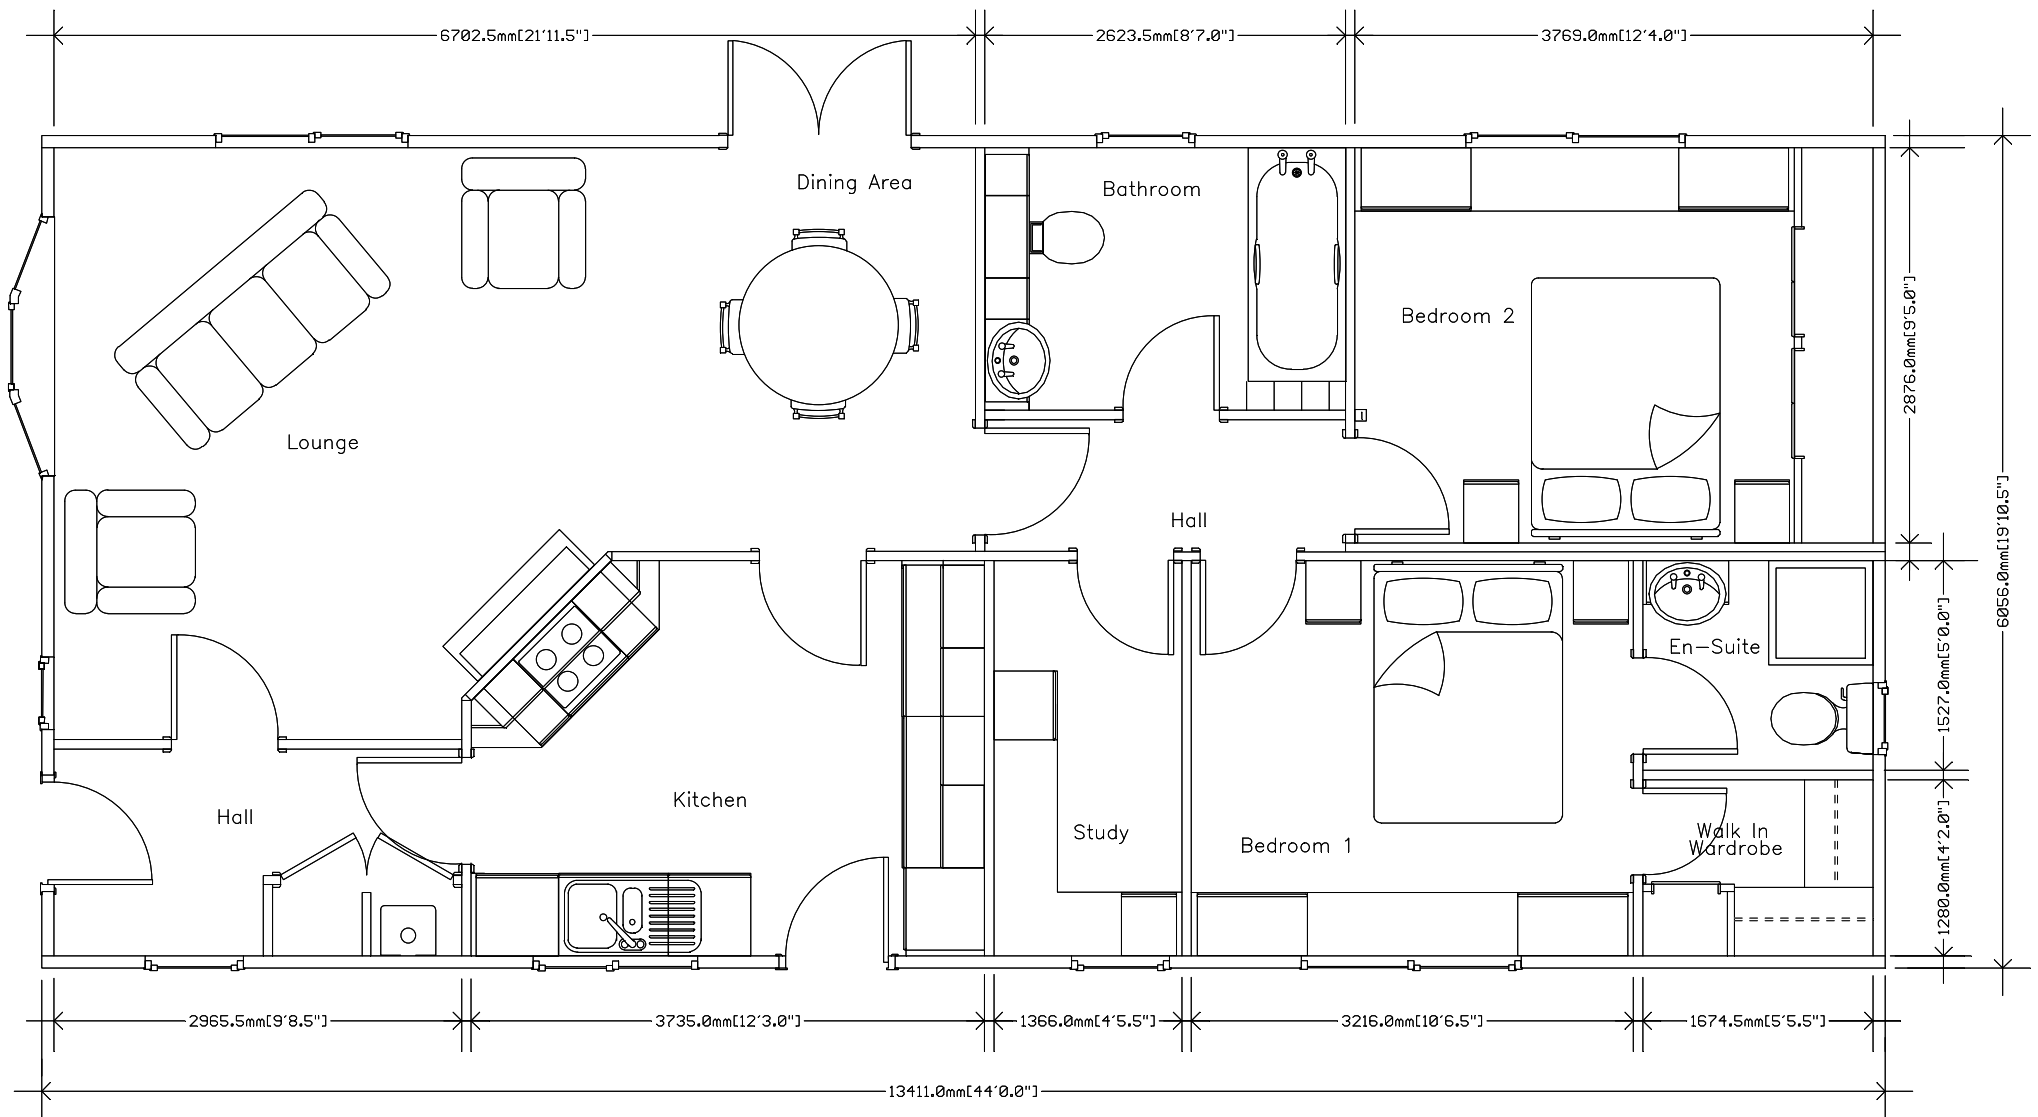 6702.5mm[21'11.5"]
2623.5mm[8'7.0"]
3769.0mm[12'4.0"]
Dining Area
Bathroom
Bedroom 2
2876.0mm[9'5.0"]
Lounge
Hall
6056.0mm[19'10.5"]
En-Suite
1527.0mm[5'0.0"]
Kitchen
Hall
Study
Bedroom 1
Walk In
Wardrobe
1280.0mm[4'2.0"]
2965.5mm[9'8.5"]
3735.0mm[12'3.0"]
1366.0mm[4'5.5"]
3216.0mm[10'6.5"]
1674.5mm[5'5.5"]
13411.0mm[44'0.0"]